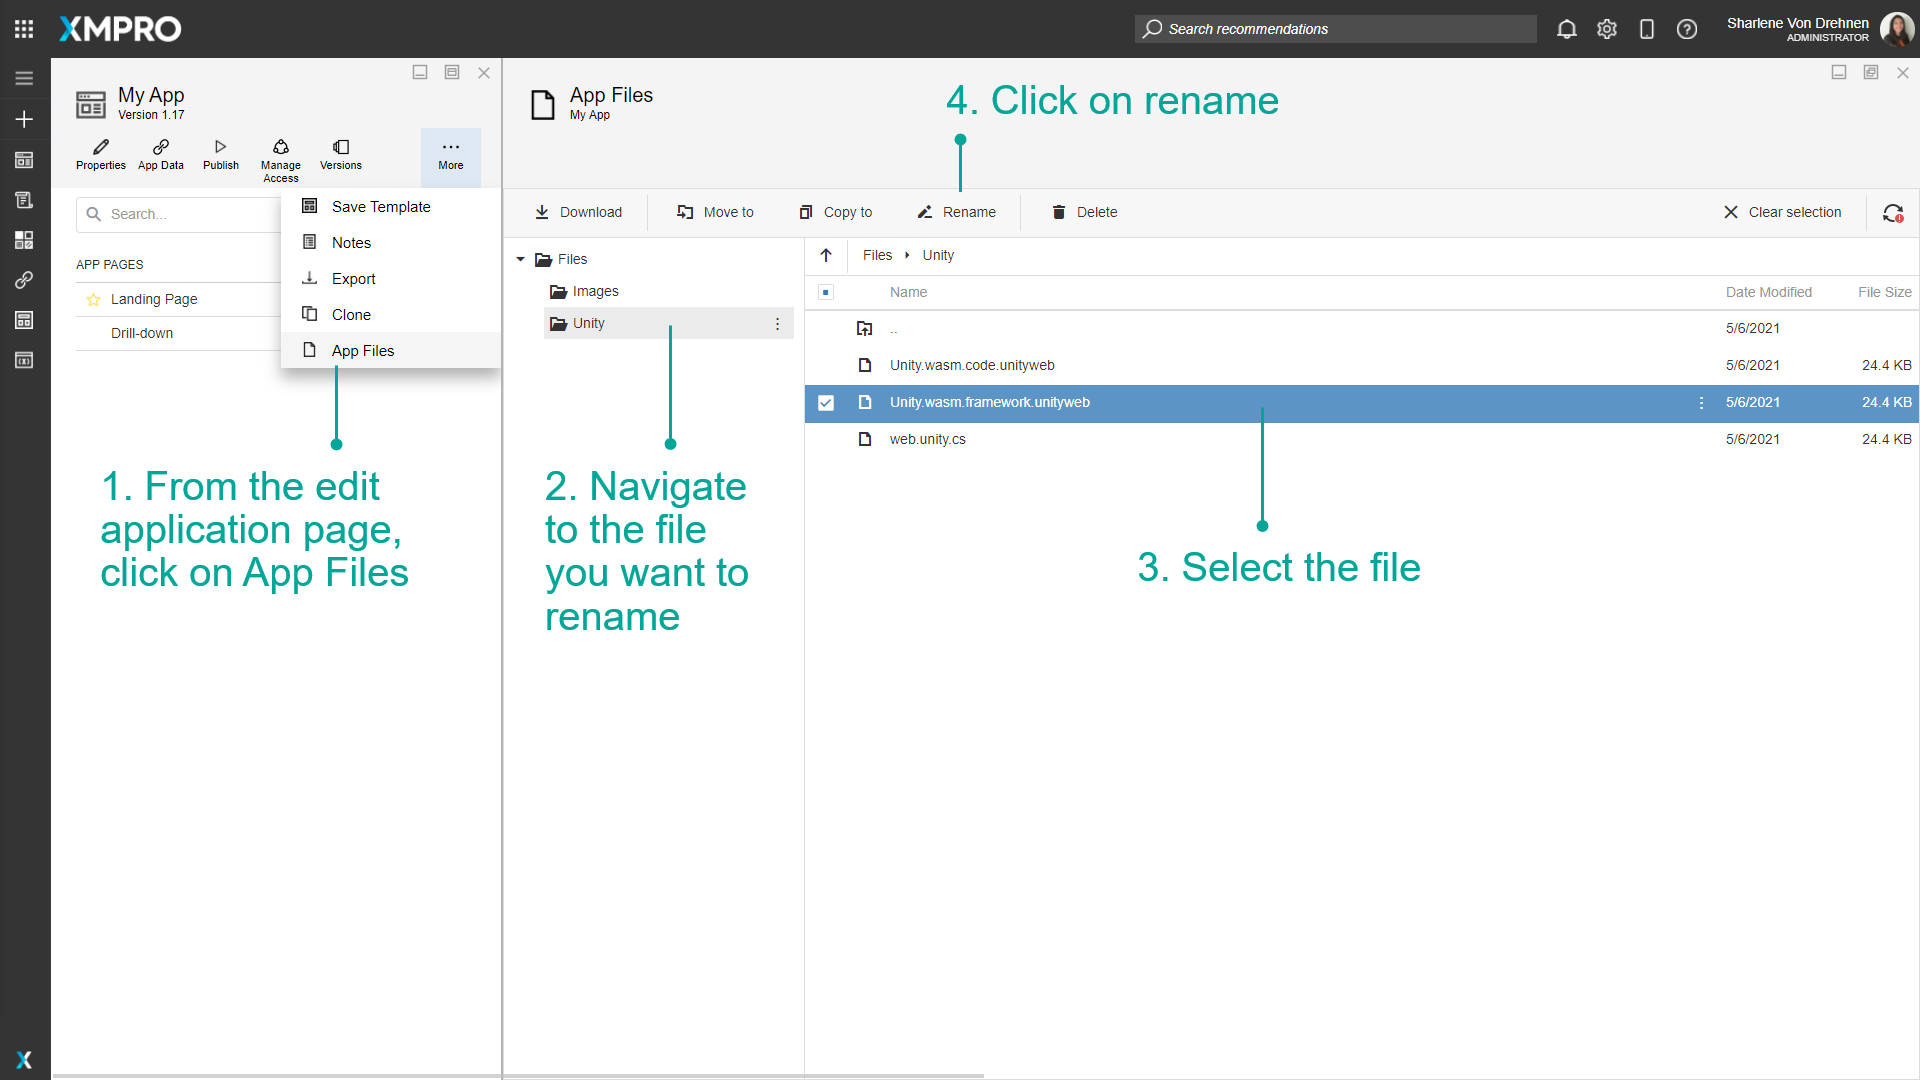 XMPRO
Search recommendations
Sharlene Von Drehnen
ADMINISTRATOR
My App
Version 1.17
Properties
App Data
Publish
Manage
Access
Versions
More
Search...
APP PAGES
Landing Page
Drill-down
Save Template
Notes
Export
Clone
App Files
1. From the edit
application page,
click on App Files
App Files
My App
4. Click on rename
Download
Move to
Copy to
Rename
Delete
Clear selection
Files
Images
Unity
2. Navigate
to the file
you want to
rename
Files Unity
Name Date Modified File Size
.. 5/6/2021
Unity.wasm.code.unityweb 5/6/2021 24.4 KB
Unity.wasm.framework.unityweb 5/6/2021 24.4 KB
web.unity.cs 5/6/2021 24.4 KB
3. Select the file